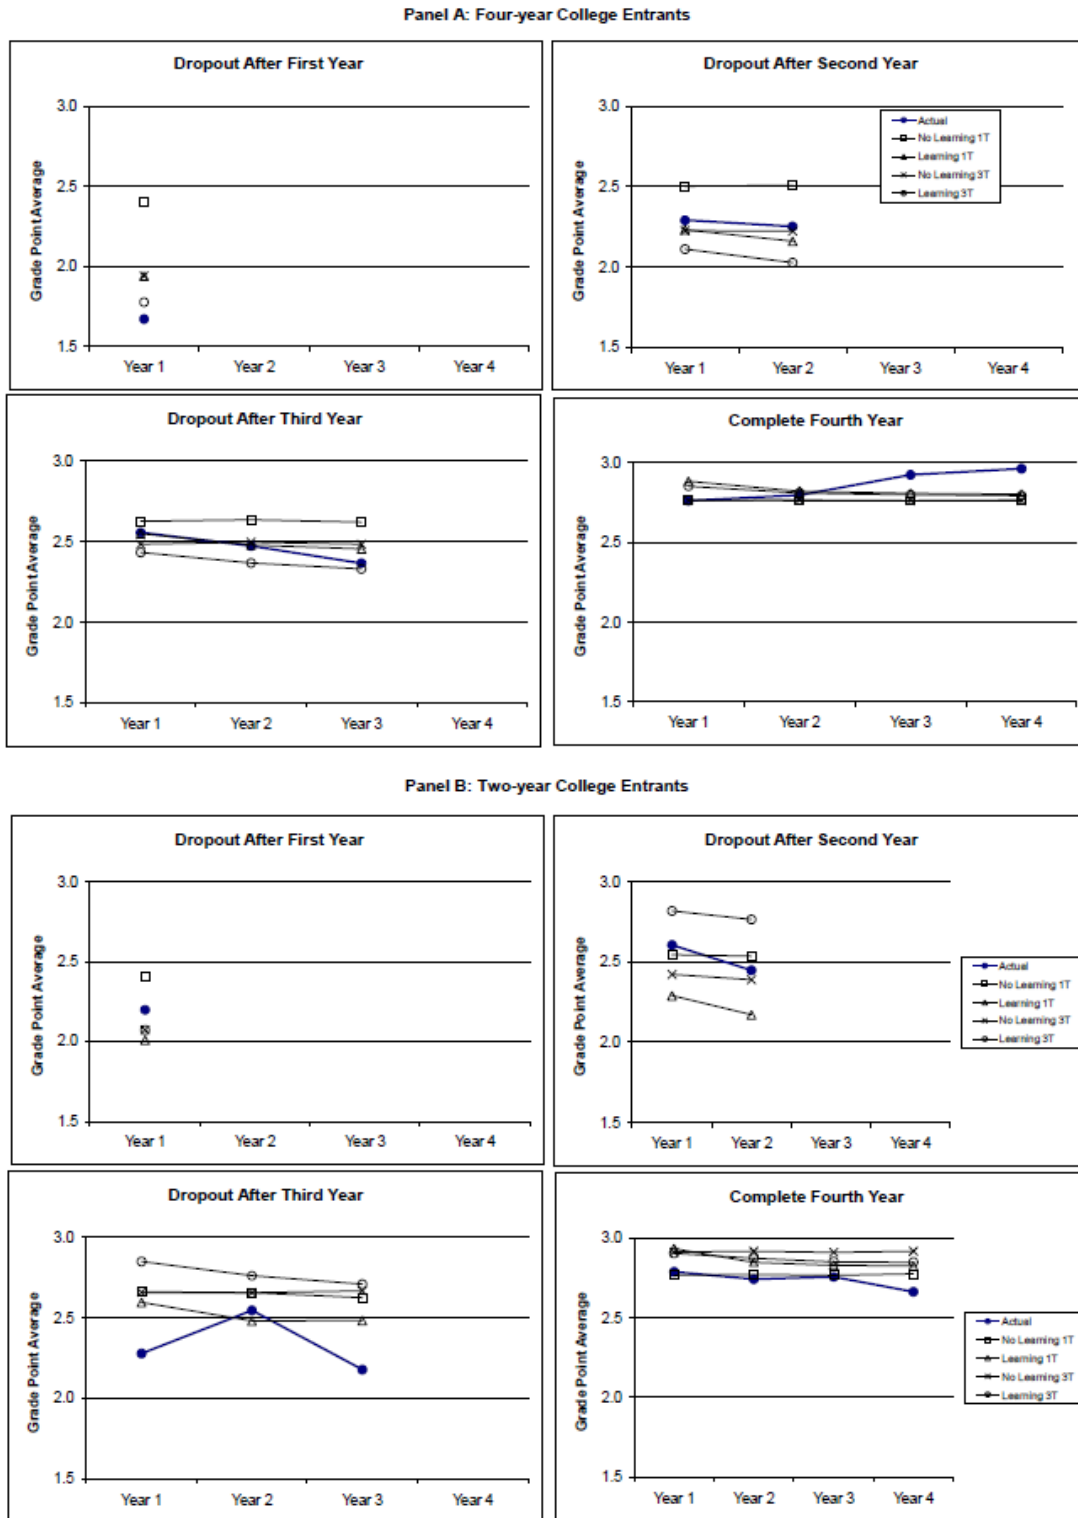 Panel A: Four-year College Entrants
Dropout After First Year
Grade Point Average
3.0
2.5
2.0
1.5
Year 1 Year 2 Year 3 Year 4
Dropout After Second Year
Grade Point Average
3.0
2.5
2.0
1.5
Actual
No Learning 1T
Learning 1T
No Learning 3T
Learning 3T
Year 1 Year 2 Year 3 Year 4
Dropout After Third Year
Grade Point Average
3.0
2.5
2.0
1.5
Year 1 Year 2 Year 3 Year 4
Complete Fourth Year
Grade Point Average
3.0
2.5
2.0
1.5
Year 1 Year 2 Year 3 Year 4
Panel B: Two-year College Entrants
Dropout After First Year
Grade Point Average
3.0
2.5
2.0
1.5
Year 1 Year 2 Year 3 Year 4
Dropout After Second Year
Grade Point Average
3.0
2.5
2.0
1.5
Actual
No Learning 1T
Learning 1T
No Learning 3T
Learning 3T
Year 1 Year 2 Year 3 Year 4
Dropout After Third Year
Grade Point Average
3.0
2.5
2.0
1.5
Year 1 Year 2 Year 3 Year 4
Complete Fourth Year
Grade Point Average
3.0
2.5
2.0
1.5
Actual
No Learning 1T
Learning 1T
No Learning 3T
Learning 3T
Year 1 Year 2 Year 3 Year 4